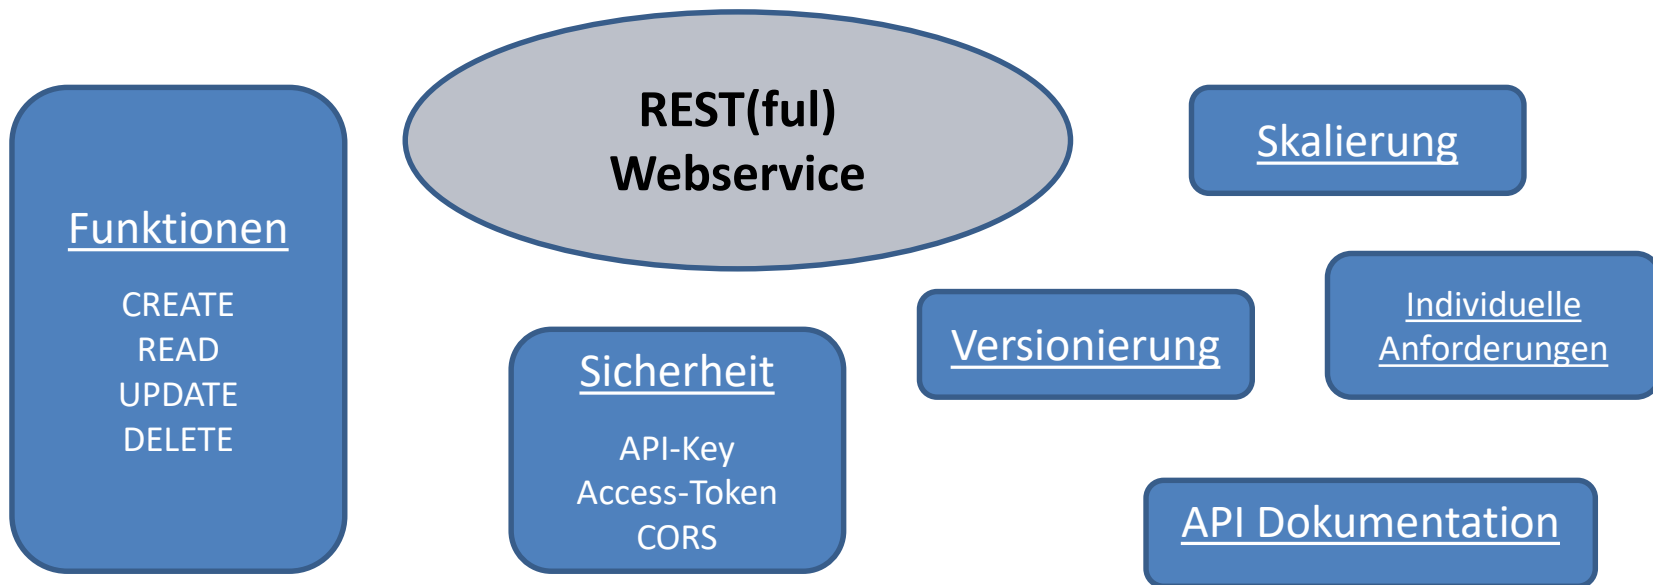 REST(ful)
Webservice
Funktionen
CREATE
READ
UPDATE
DELETE
Sicherheit
API-Key
Access-Token
CORS
Versionierung
Skalierung
Individuelle
Anforderungen
API Dokumentation